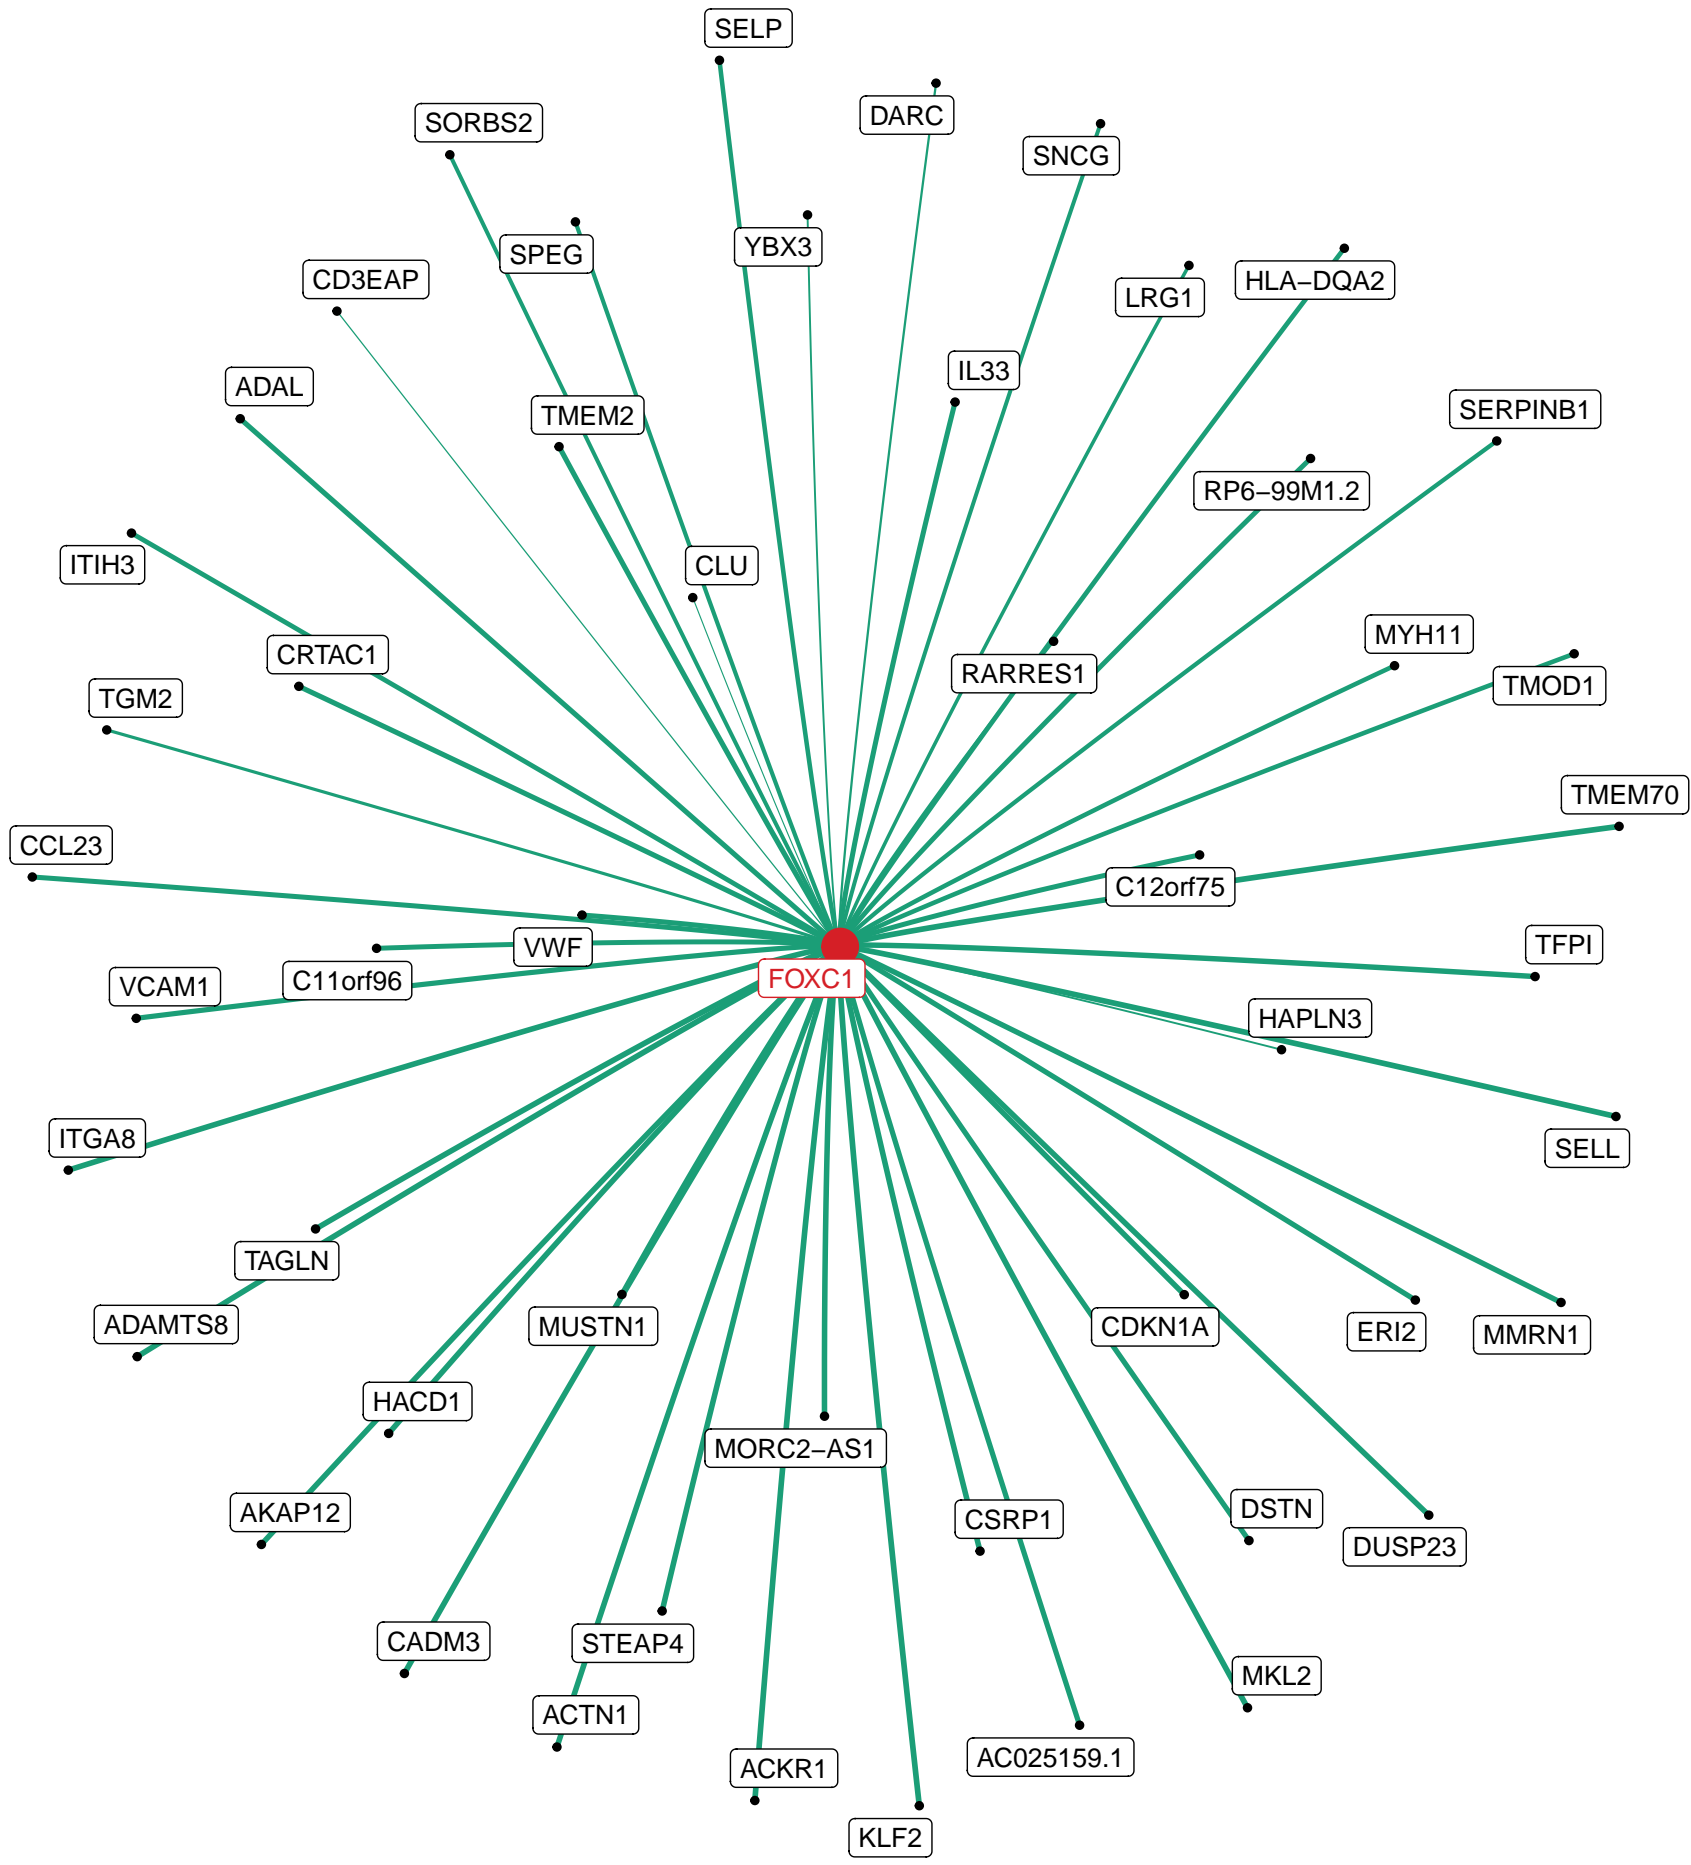 SELP
DARC
SORBS2
SNCG
YBX3
SPEG
CD3EAP
HLA−DQA2
LRG1
IL33
ADAL
SERPINB1
TMEM2
RP6−99M1.2
ITIH3
CLU
MYH11
CRTAC1
RARRES1
TMOD1
TGM2
TMEM70
CCL23
C12orf75
TFPI
VWF
FOXC1
C11orf96
VCAM1
HAPLN3
ITGA8
SELL
TAGLN
ADAMTS8
MUSTN1
CDKN1A
ERI2
MMRN1
HACD1
MORC2−AS1
DSTN
AKAP12
CSRP1
DUSP23
CADM3
STEAP4
MKL2
ACTN1
AC025159.1
ACKR1
KLF2